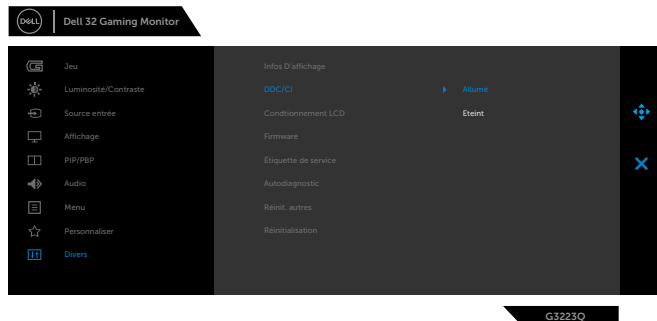 DELL
Dell 32 Gaming Monitor
Jeu
Luminosité/Contraste
Source entrée
Affichage
PIP/PBP
Audio
Menu
Personnaliser
Divers
Infos D'affichage
DDC/CI
Condtionnement LCD
Firmware
Étiquette de service
Autodiagnostic
Réinit. autres
Réinitialisation
Allumé
Eteint
G3223Q